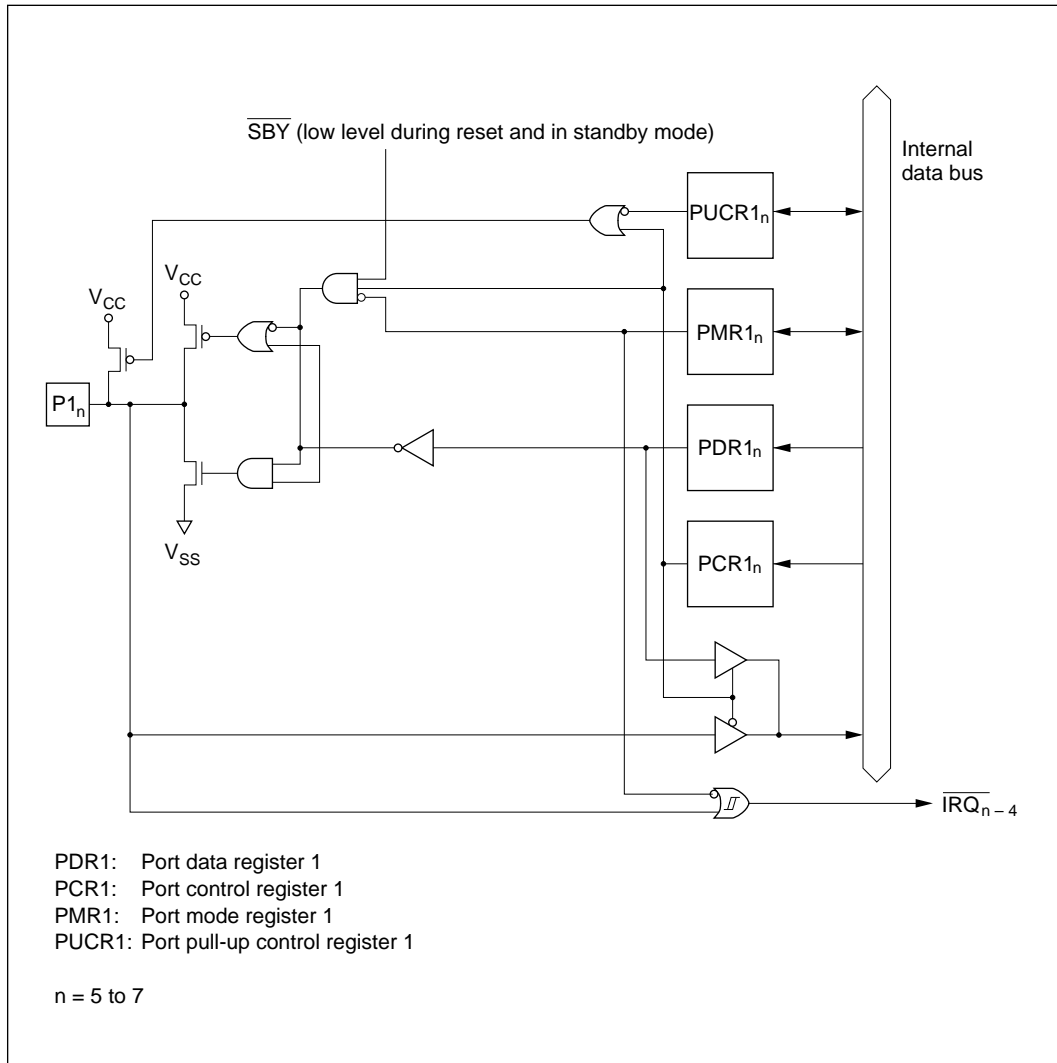 SBY (low level during reset and in standby mode)
Internal
data bus
PUCR1n
VCC
VCC
PMR1n
P1n
PDR1n
VSS
PCR1n
IRQn – 4
PDR1: Port data register 1
PCR1: Port control register 1
PMR1: Port mode register 1
PUCR1: Port pull-up control register 1
n = 5 to 7